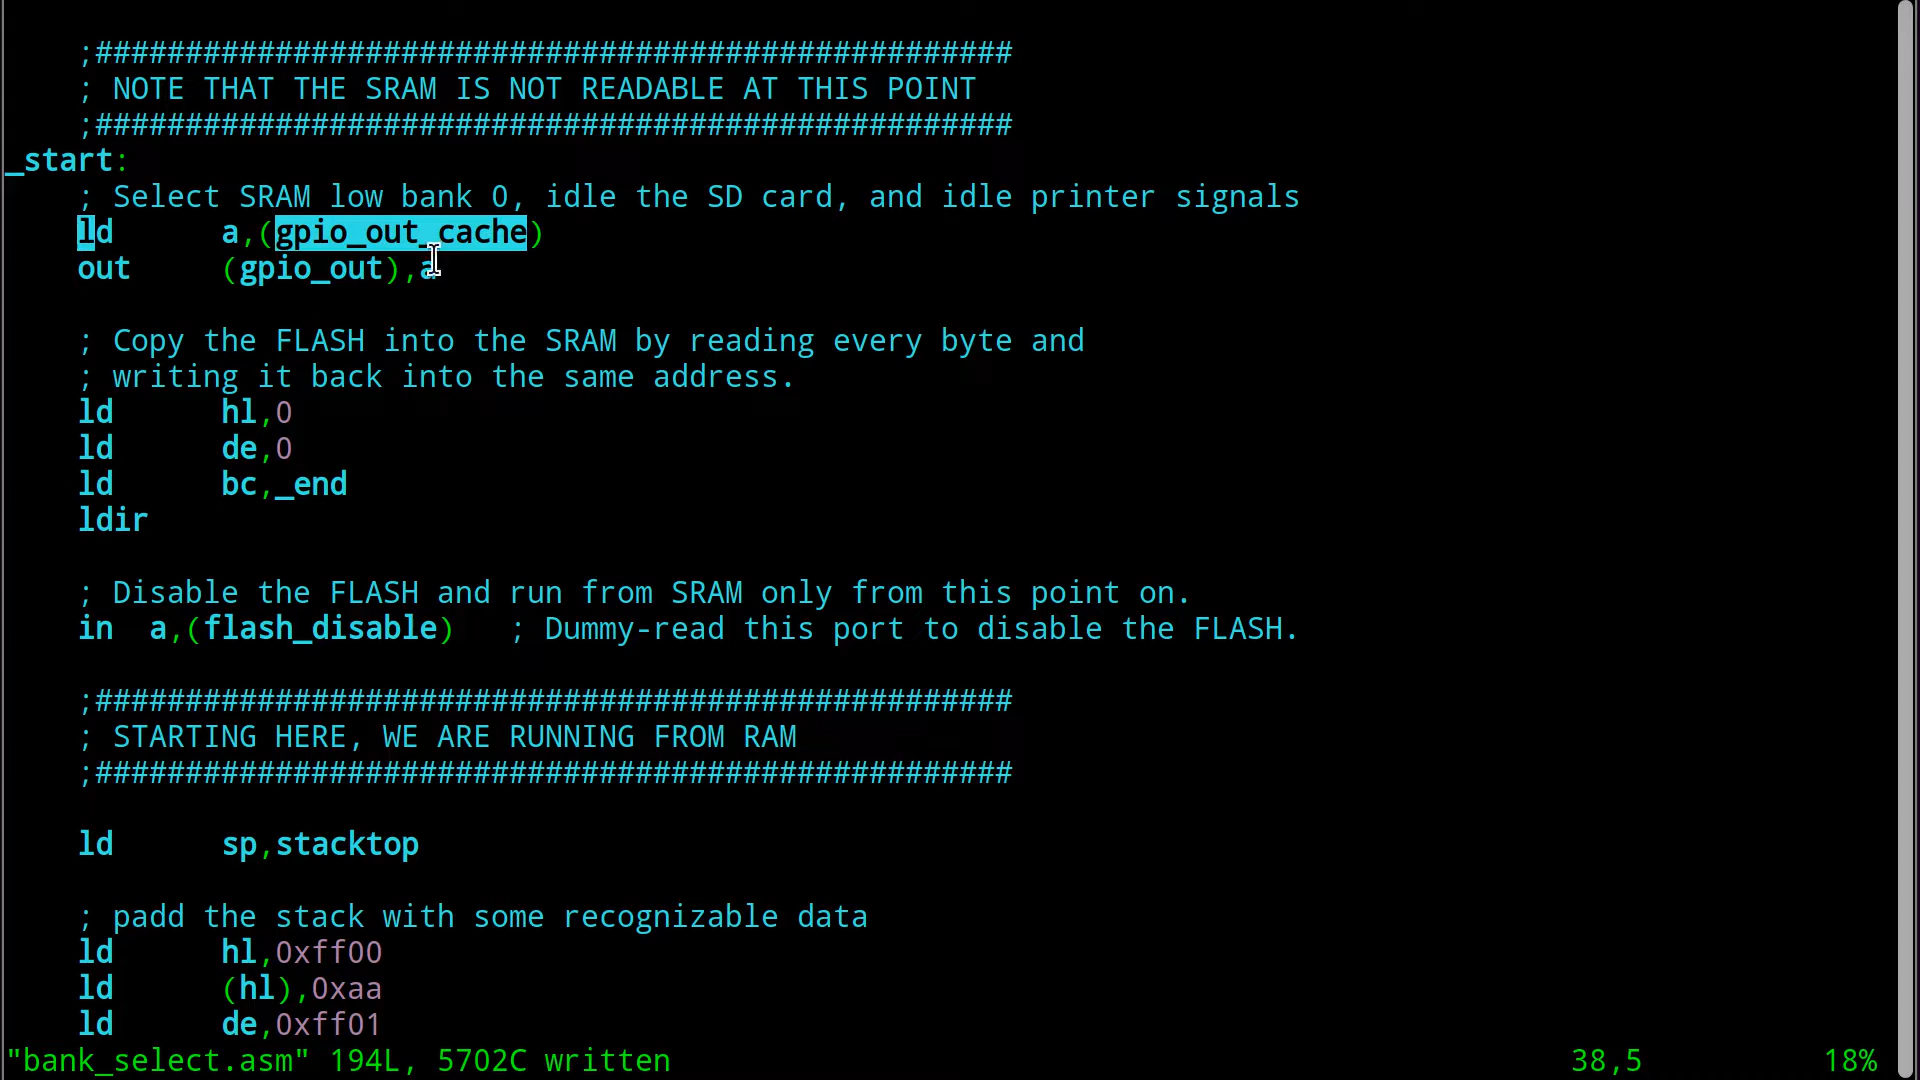 ;###################################################
; NOTE THAT THE SRAM IS NOT READABLE AT THIS POINT
;###################################################
_start:
; Select SRAM low bank 0, idle the SD card, and idle printer signals
ld      a,(gpio_out_cache)
out     (gpio_out),a
; Copy the FLASH into the SRAM by reading every byte and
; writing it back into the same address.
ld      hl,0
ld      de,0
ld      bc,_end
ldir
; Disable the FLASH and run from SRAM only from this point on.
in  a,(flash_disable)   ; Dummy-read this port to disable the FLASH.
;###################################################
; STARTING HERE, WE ARE RUNNING FROM RAM
;###################################################
ld      sp,stacktop
; padd the stack with some recognizable data
ld      hl,0xff00
ld      (hl),0xaa
ld      de,0xff01
"bank_select.asm" 194L, 5702C written 38,5 18%